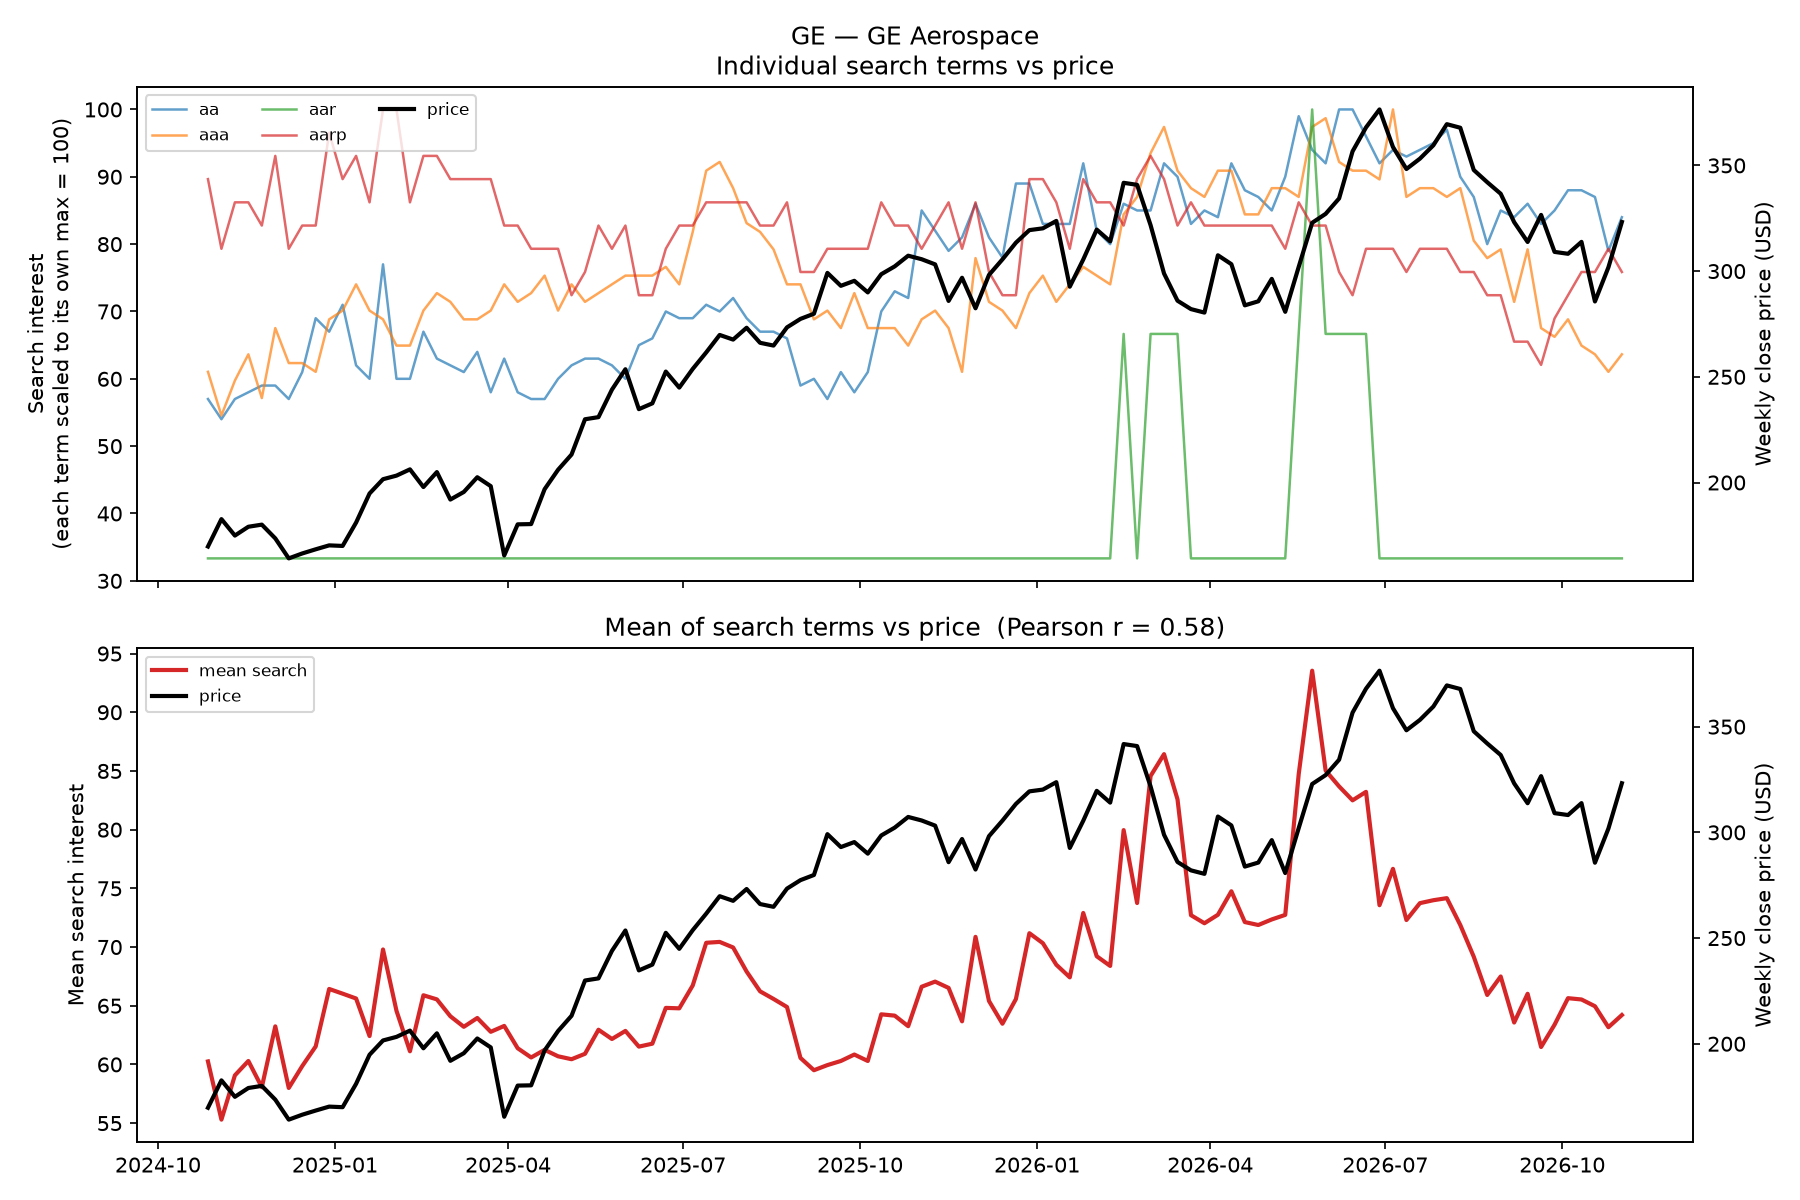 GE — GE Aerospace
Individual search terms vs price
aa
aaa
aar
aarp
price
Search interest
(each term scaled to its own max = 100)
100
90
80
70
60
50
40
30
350
300
250
200
Weekly close price (USD)
Mean of search terms vs price (Pearson r = 0.58)
mean search
price
Mean search interest
95
90
85
80
75
70
65
60
55
350
300
250
200
Weekly close price (USD)
2024-10
2025-01
2025-04
2025-07
2025-10
2026-01
2026-04
2026-07
2026-10